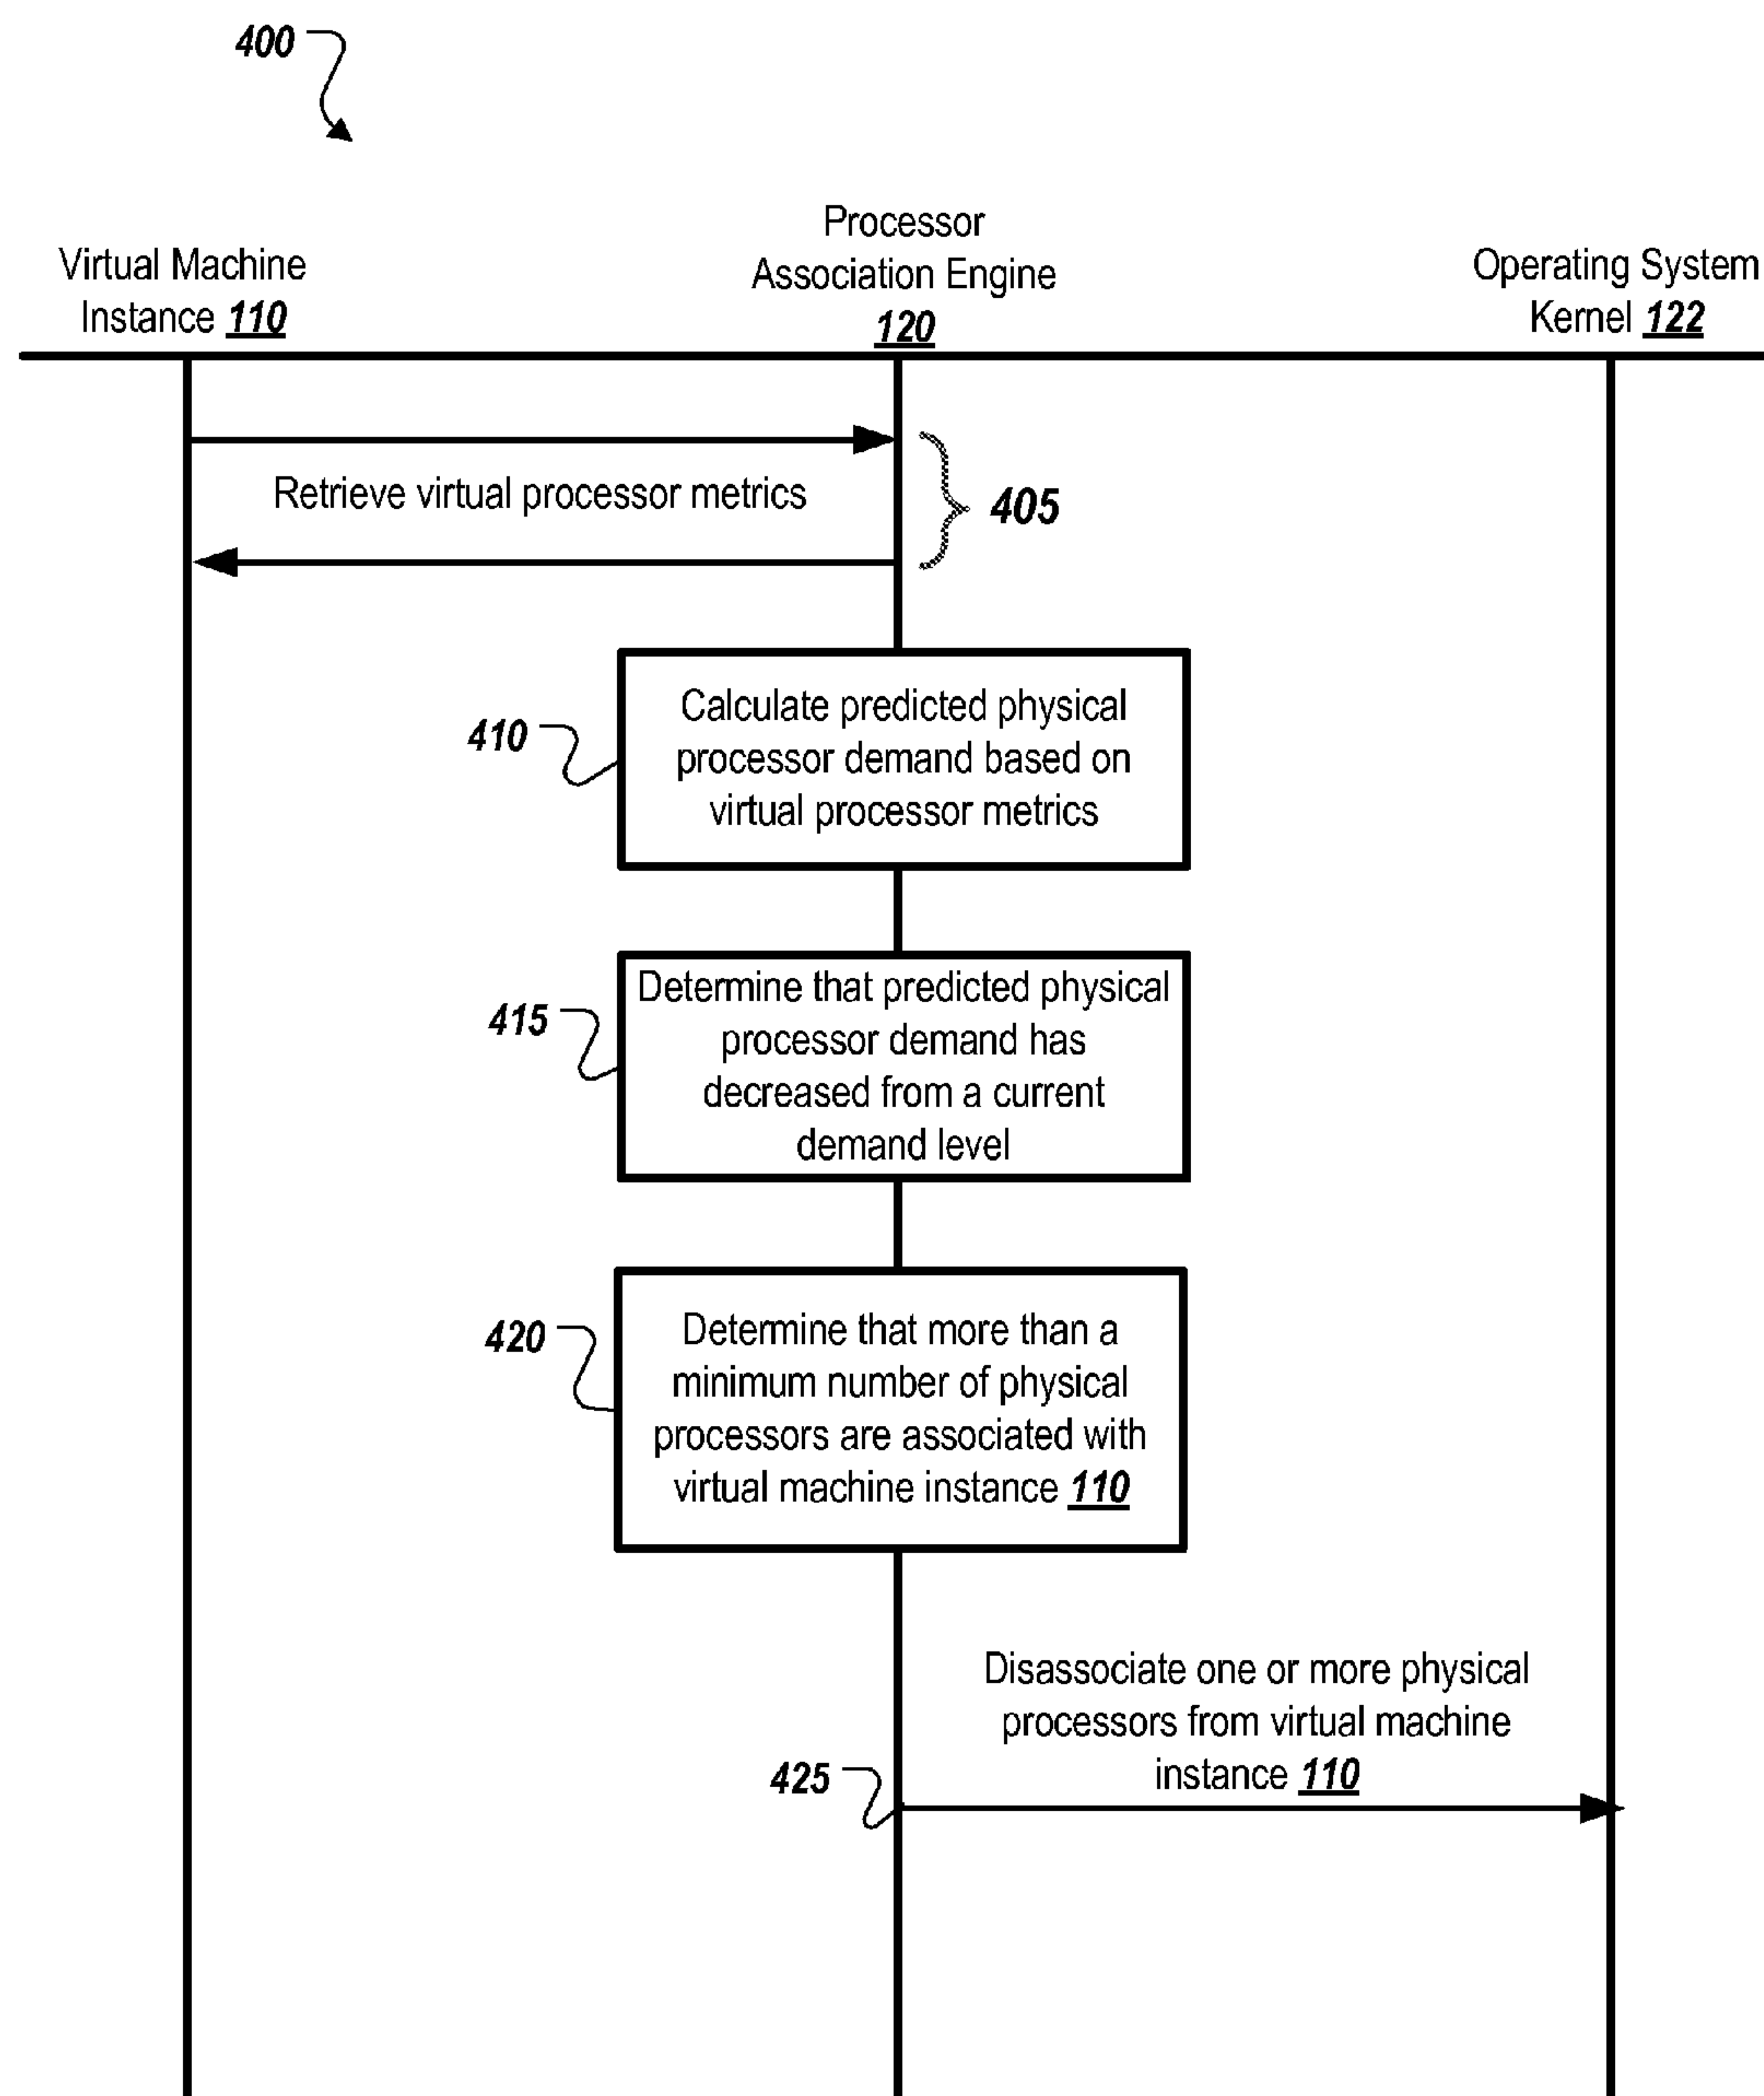 400
Virtual Machine
Instance 110
Processor
Association Engine
120
Operating System
Kernel 122
Retrieve virtual processor metrics
405
410
Calculate predicted physical
processor demand based on
virtual processor metrics
415
Determine that predicted physical
processor demand has
decreased from a current
demand level
420
Determine that more than a
minimum number of physical
processors are associated with
virtual machine instance 110
Disassociate one or more physical
processors from virtual machine
instance 110
425